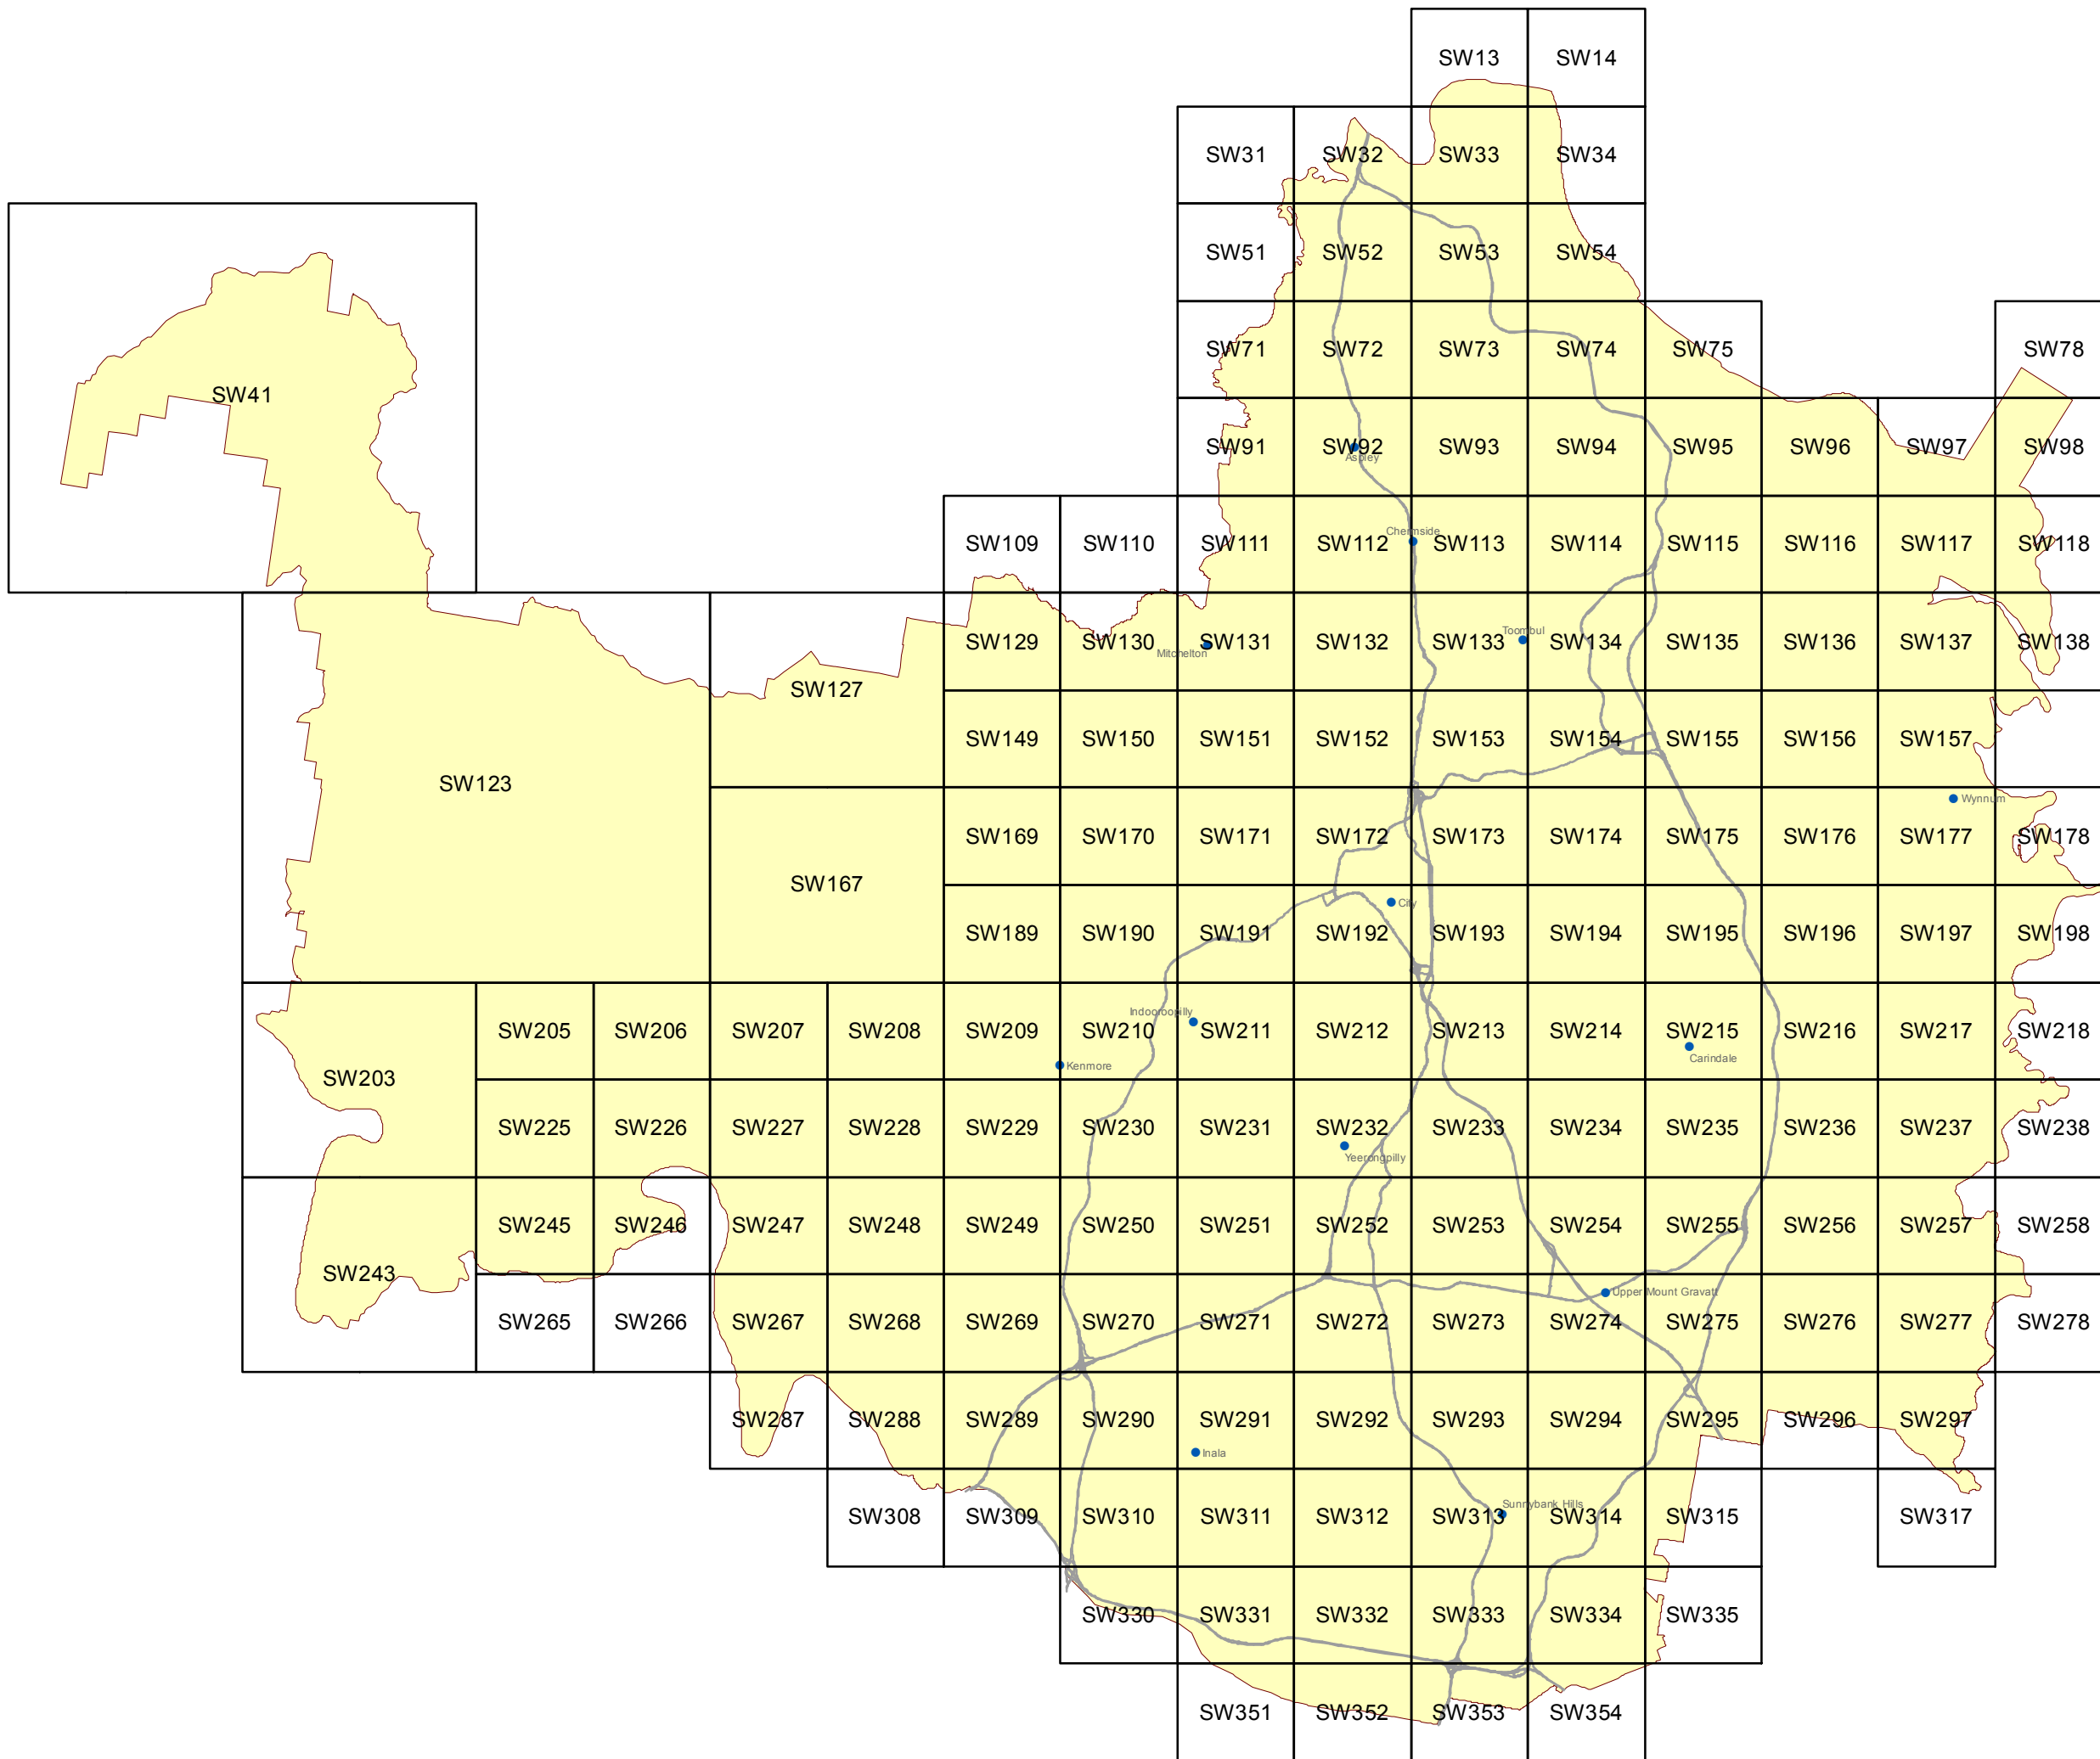 SW13 SW14
SW31 SW32 SW33 SW34
SW51 SW52 SW53 SW54
SW71 SW72 SW73 SW74 SW75 SW78
SW41
SW91 SW92 SW93 SW94 SW95 SW96 SW97 SW98
Aspley
Chermside
SW109 SW110 SW111 SW112 SW113 SW114 SW115 SW116 SW117 SW118
Toombul
SW129 SW130 SW131 SW132 SW133 SW134 SW135 SW136 SW137 SW138
Mitchelton
SW127
SW149 SW150 SW151 SW152 SW153 SW154 SW155 SW156 SW157
SW123
Wynnum
SW169 SW170 SW171 SW172 SW173 SW174 SW175 SW176 SW177 SW178
SW167
City
SW189 SW190 SW191 SW192 SW193 SW194 SW195 SW196 SW197 SW198
Indooroopilly
SW205 SW206 SW207 SW208 SW209 SW210 SW211 SW212 SW213 SW214 SW215 SW216 SW217 SW218
Carindale
Kenmore
SW203
SW225 SW226 SW227 SW228 SW229 SW230 SW231 SW232 SW233 SW234 SW235 SW236 SW237 SW238
Yeerongpilly
SW245 SW246 SW247 SW248 SW249 SW250 SW251 SW252 SW253 SW254 SW255 SW256 SW257 SW258
SW243
Upper Mount Gravatt
SW265 SW266 SW267 SW268 SW269 SW270 SW271 SW272 SW273 SW274 SW275 SW276 SW277 SW278
SW287 SW288 SW289 SW290 SW291 SW292 SW293 SW294 SW295 SW296 SW297
Inala
Sunnybank Hills
SW308 SW309 SW310 SW311 SW312 SW313 SW314 SW315 SW317
SW330 SW331 SW332 SW333 SW334 SW335
SW351 SW352 SW353 SW354